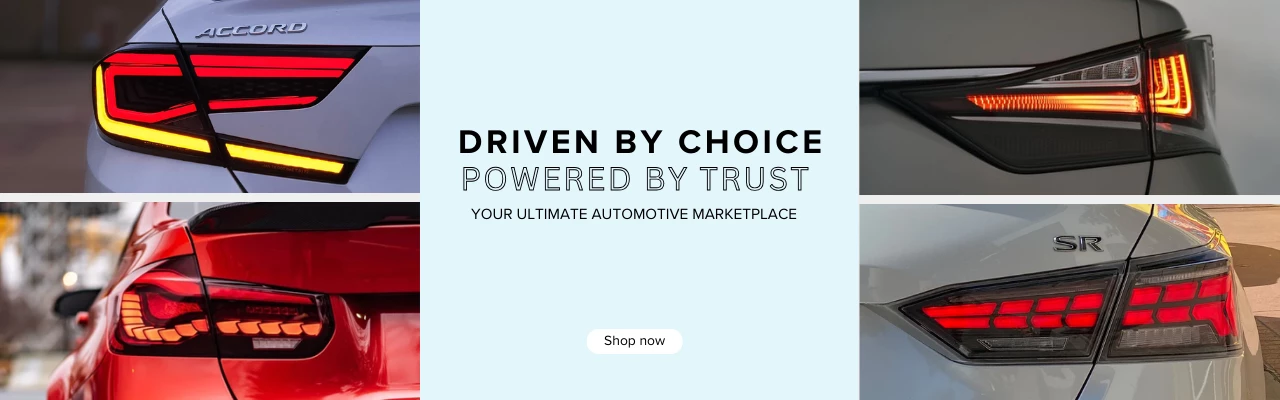 ACCORD
DRIVEN BY CHOICE
POWERED BY TRUST
YOUR ULTIMATE AUTOMOTIVE MARKETPLACE
SR
Shop now